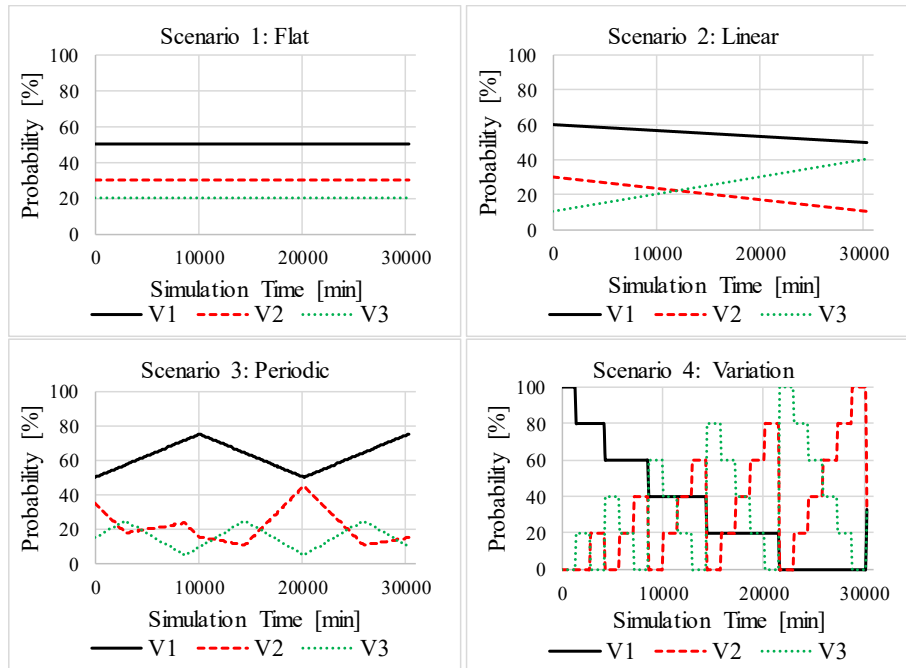 Scenario 1: Flat
100
80
60
40
20
0
Probability [%]
0 10000 20000 30000
Simulation Time [min]
V1 V2 V3
Scenario 2: Linear
100
80
60
40
20
0
Probability [%]
0 10000 20000 30000
Simulation Time [min]
V1 V2 V3
Scenario 3: Periodic
100
80
60
40
20
0
Probability [%]
0 10000 20000 30000
Simulation Time [min]
V1 V2 V3
Scenario 4: Variation
100
80
60
40
20
0
Probability [%]
0 10000 20000 30000
Simulation Time [min]
V1 V2 V3